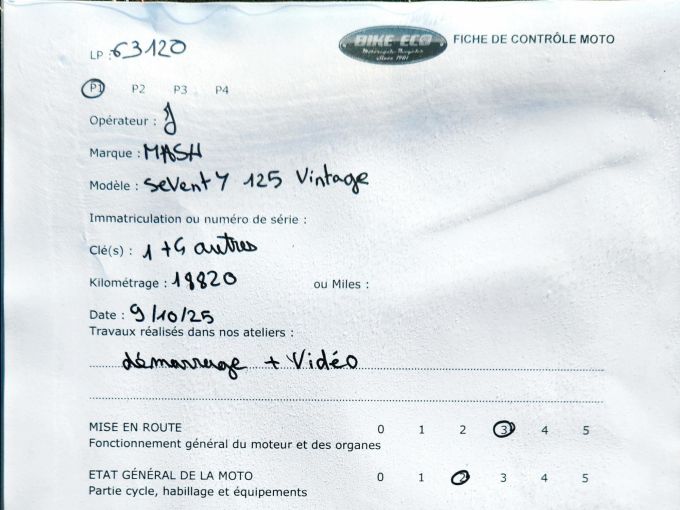 LP : 63120
BIKE-ECO
FICHE DE CONTRÔLE MOTO
P1 P2 P3 P4
Opérateur : J
Marque : MASH
Modèle : SeVentY 125 Vintage
Immatriculation ou numéro de série :
Clé(s) : 1 + 4 autres
Kilométrage : 18820 ou Miles :
Date : 9/10/25
Travaux réalisés dans nos ateliers :
démarrage + Vidéo
MISE EN ROUTE 0 1 2 3 4 5
Fonctionnement général du moteur et des organes
ETAT GÉNÉRAL DE LA MOTO 0 1 2 3 4 5
Partie cycle, habillage et équipements